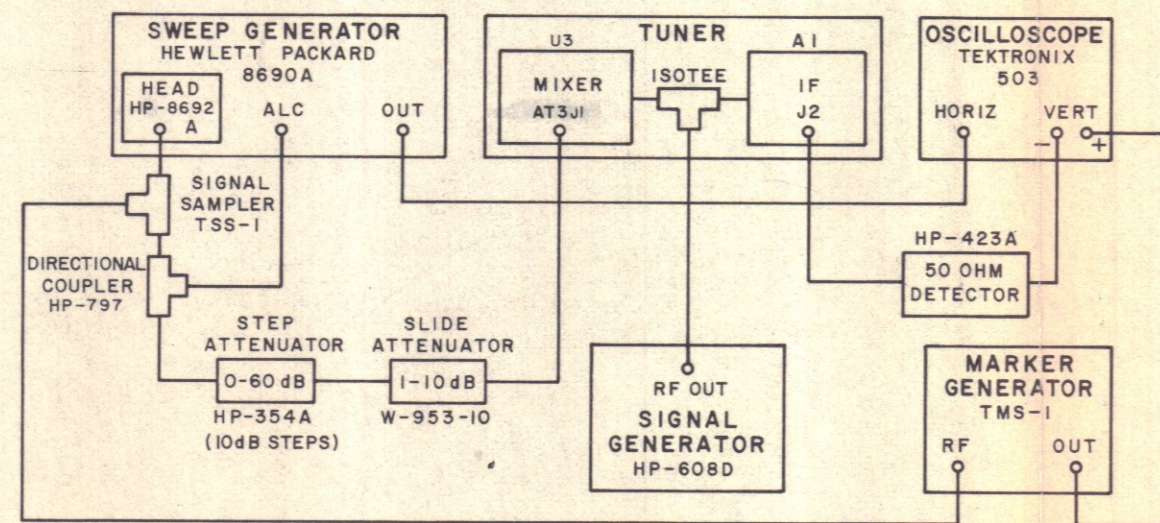 SWEEP GENERATOR
HEWLETT PACKARD
8690A
HEAD
HP-8692
A
ALC
OUT
U3
TUNER
A1
MIXER
AT3J1
ISOTEE
IF
J2
OSCILLOSCOPE
TEKTRONIX
503
HORIZ
VERT
- +
SIGNAL
SAMPLER
TSS-1
DIRECTIONAL
COUPLER
HP-797
HP-423A
50 OHM
DETECTOR
STEP
ATTENUATOR
0-60 dB
HP-354A
(10dB STEPS)
SLIDE
ATTENUATOR
1-10 dB
W-953-10
RF OUT
SIGNAL
GENERATOR
HP-608D
MARKER
GENERATOR
TMS-1
RF
OUT